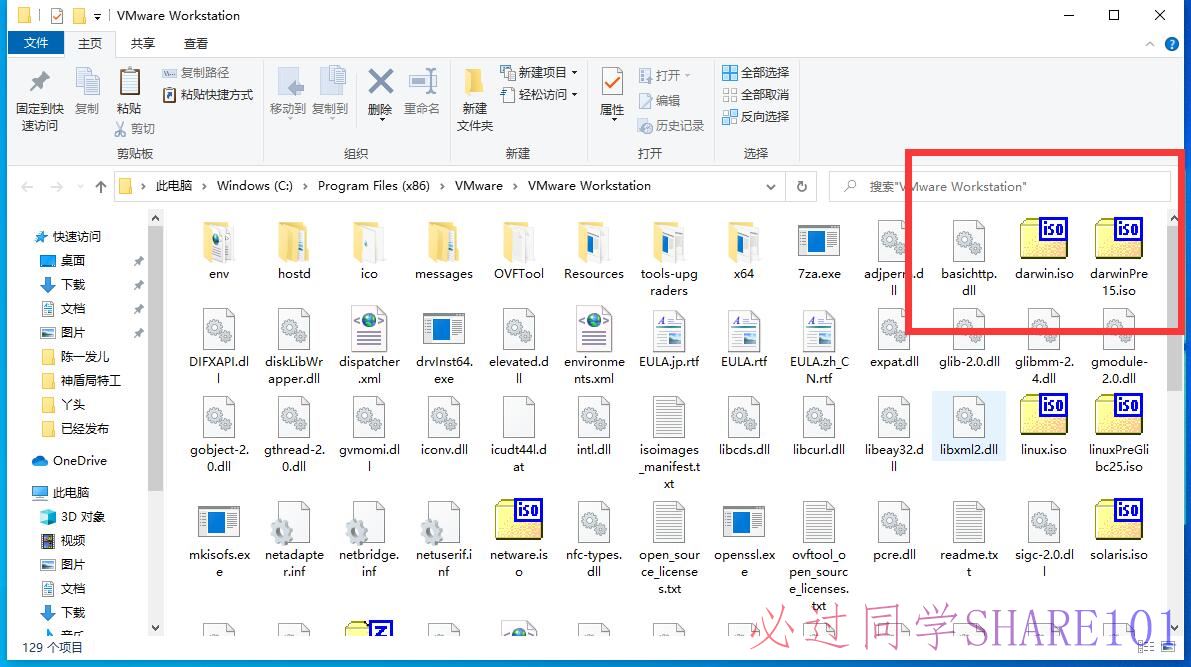 VMware Workstation
文件 主页 共享 查看
固定到快速访问
复制
粘贴
复制路径
粘贴快捷方式
剪切
剪贴板
移动到 复制到 删除 重命名
组织
新建文件夹
新建项目
轻松访问
新建
属性
打开
编辑
历史记录
打开
全部选择
全部取消
反向选择
选择
此电脑 › Windows (C:) › Program Files (x86) › VMware › VMware Workstation
搜索"VMware Workstation"
快速访问
桌面
下载
文档
图片
陈一发儿
神盾局特工
丫头
已经发布
OneDrive
此电脑
3D 对象
视频
图片
文档
下载
音乐
env hostd ico messages OVFTool Resources tools-upgraders x64 7za.exe adjperm.dll basichttp.dll darwin.iso darwinPre15.iso
DIFXAPI.dll diskLibWrapper.dll dispatcher.xml drvInst64.exe elevated.dll environments.xml EULA.jp.rtf EULA.rtf EULA.zh_CN.rtf expat.dll glib-2.0.dll glibmm-2.4.dll gmodule-2.0.dll
gobject-2.0.dll gthread-2.0.dll gvmomi.dll iconv.dll icudt44l.dat intl.dll isoimages_manifest.txt libcds.dll libcurl.dll libeay32.dll libxml2.dll linux.iso linuxPreGlibc25.iso
mkisofs.exe netadapter.inf netbridge.inf netuserif.inf netware.iso nfc-types.dll open_source_licenses.txt openssl.exe ovftool_open_source_licenses.txt pcre.dll readme.txt sigc-2.0.dll solaris.iso
129 个项目
必过同学SHARE101